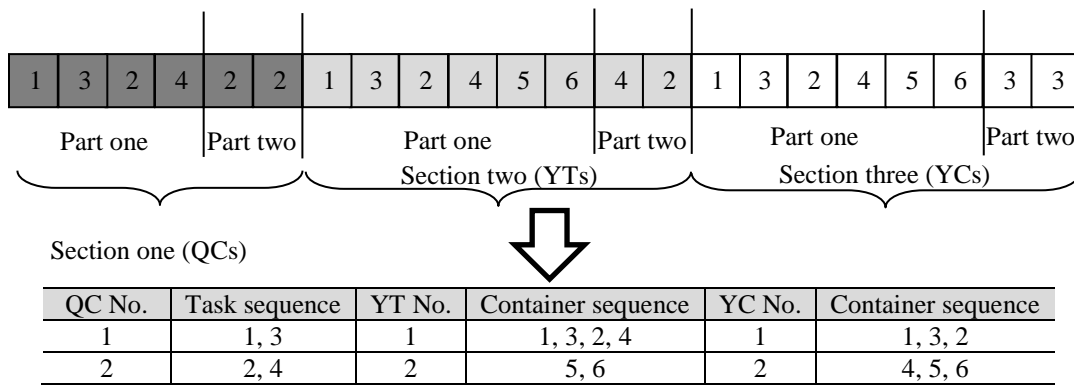 1 3 2 4 2 2 1 3 2 4 5 6 4 2 1 3 2 4 5 6 3 3
Part one Part two Part one Part two Part one Part two
Section two (YTs) Section three (YCs)
Section one (QCs)
QC No. Task sequence YT No. Container sequence YC No. Container sequence
1 1, 3 1 1, 3, 2, 4 1 1, 3, 2
2 2, 4 2 5, 6 2 4, 5, 6